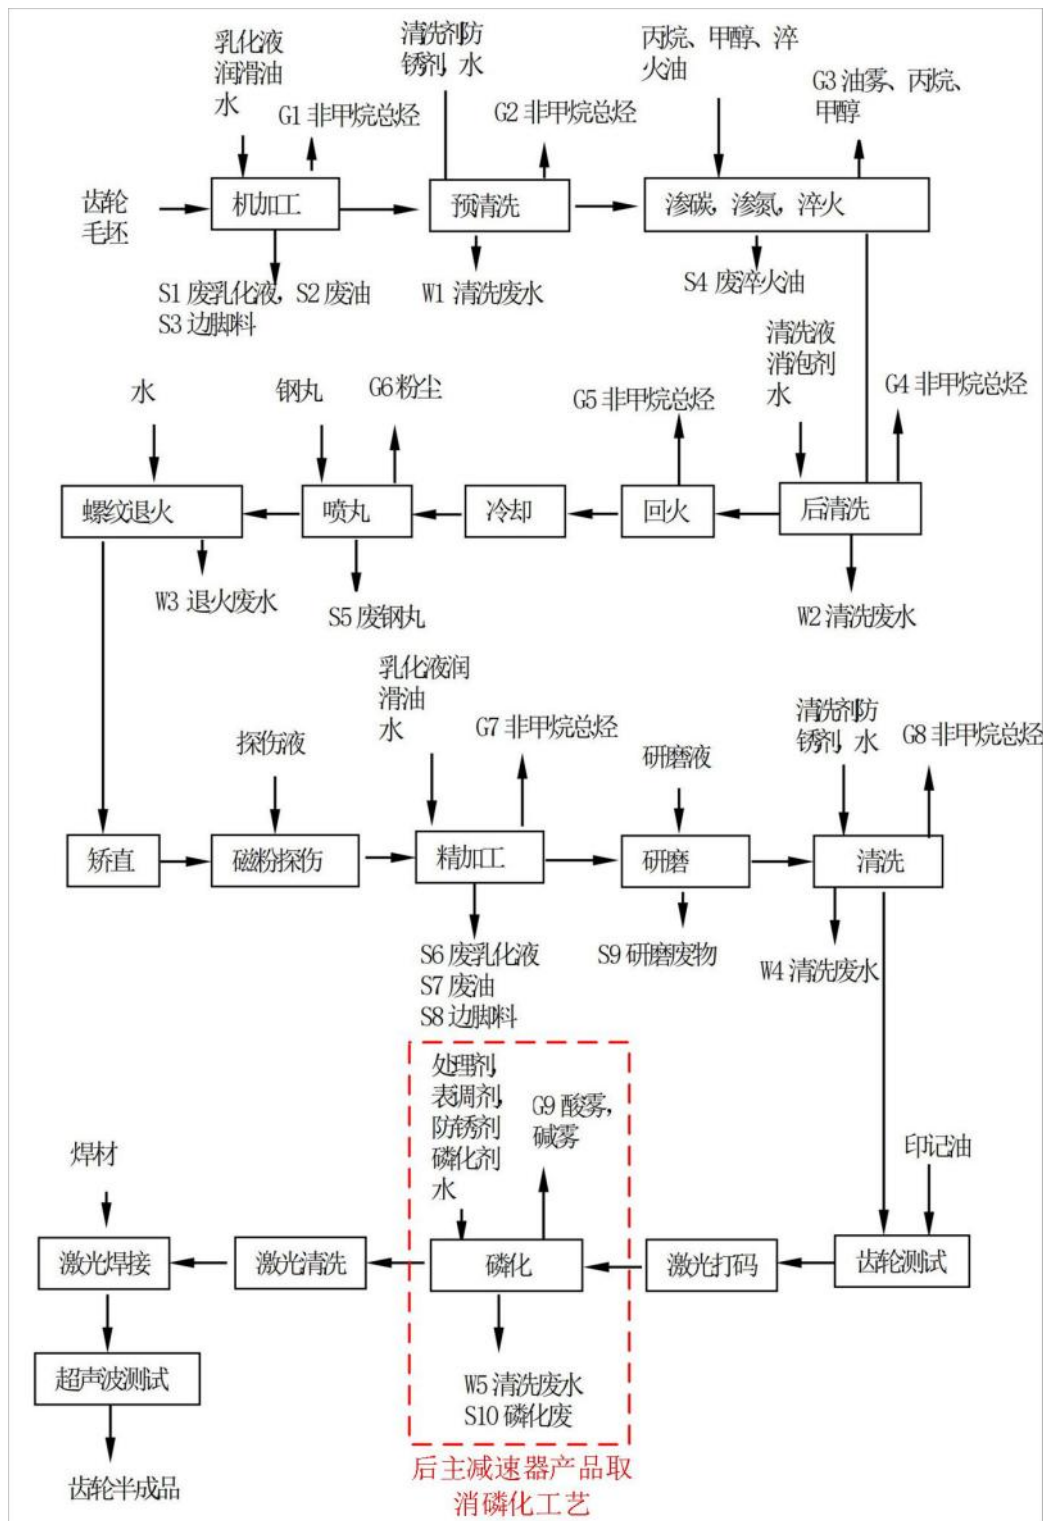 乳化液
润滑油
水
G1 非甲烷总烃
清洗剂防
锈剂，水
G2 非甲烷总烃
丙烷、甲醇、淬
火油
G3 油雾、丙烷、
甲醇
齿轮
毛坯
机加工
预清洗
渗碳，渗氮，淬火
S1 废乳化液，S2 废油
S3 边脚料
W1 清洗废水
S4 废淬火油
水
钢丸
G6 粉尘
G5 非甲烷总烃
清洗液
消泡剂
水
G4 非甲烷总烃
螺纹退火
喷丸
冷却
回火
后清洗
W3 退火废水
S5 废钢丸
W2 清洗废水
探伤液
乳化液润
滑油
水
G7 非甲烷总烃
研磨液
清洗剂防
锈剂，水
G8 非甲烷总烃
矫直
磁粉探伤
精加工
研磨
清洗
S6 废乳化液
S7 废油
S8 边脚料
S9 研磨废物
W4 清洗废水
焊材
处理剂，
表调剂，
防锈剂
磷化剂
水
G9 酸雾，
碱雾
印记油
激光焊接
激光清洗
磷化
激光打码
齿轮测试
超声波测试
W5 清洗废水
S10 磷化废
齿轮半成品
后主减速器产品取
消磷化工艺